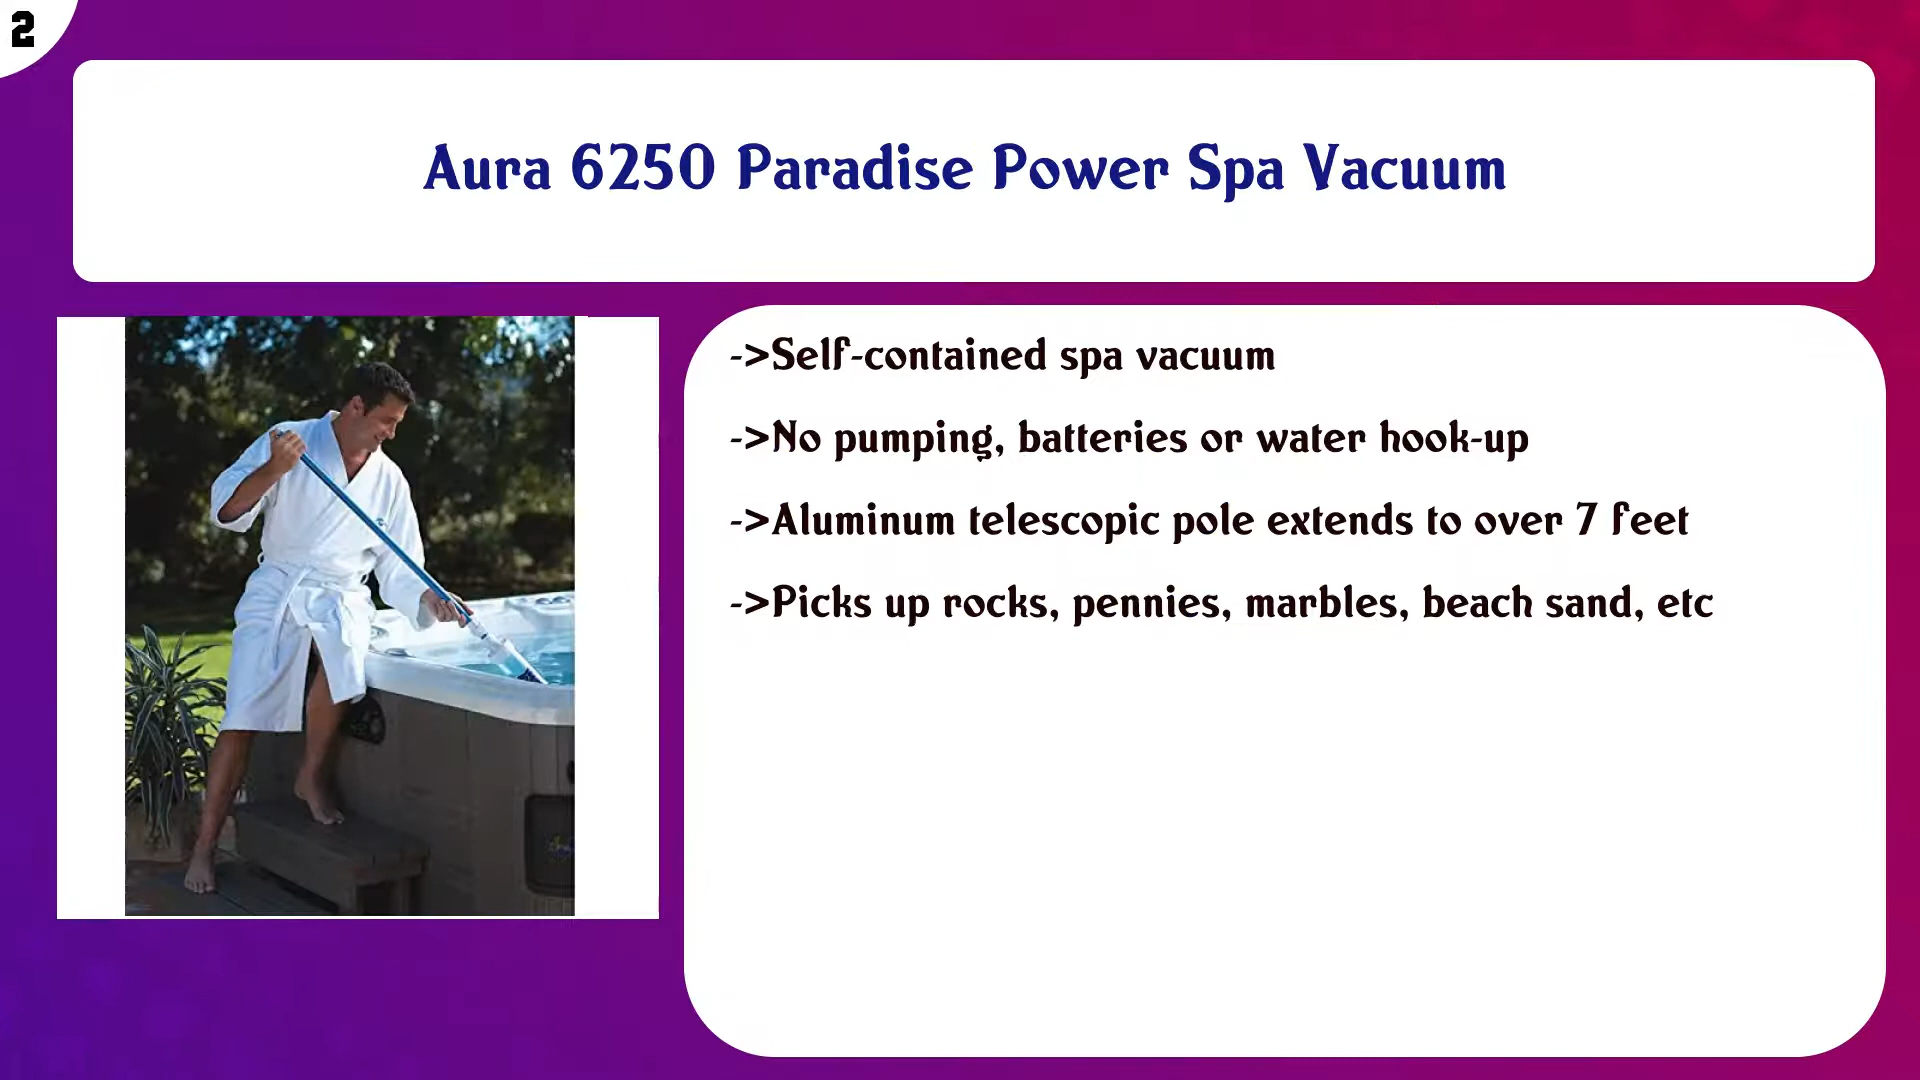 2
Aura 6250 Paradise Power Spa Vacuum
->Self-contained spa vacuum
->No pumping, batteries or water hook-up
->Aluminum telescopic pole extends to over 7 feet
->Picks up rocks, pennies, marbles, beach sand, etc